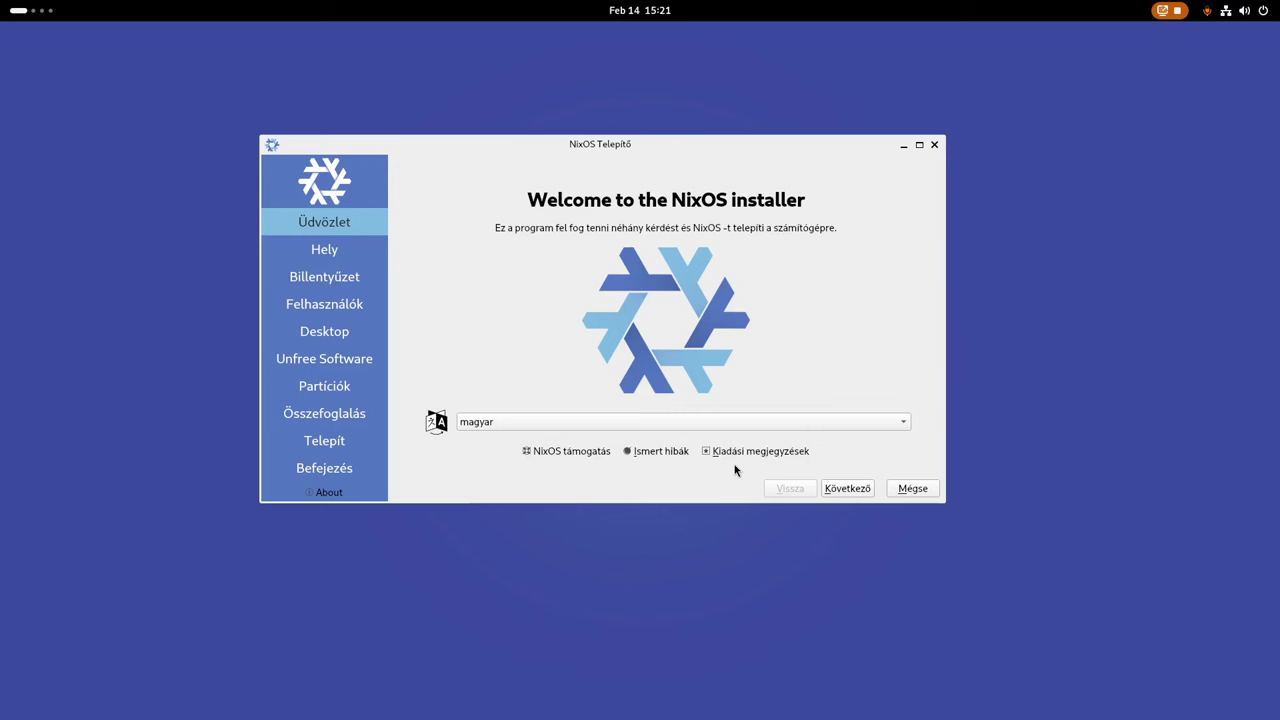 Feb 14 15:21
NixOS Telepítő
Üdvözlet
Hely
Billentyűzet
Felhasználók
Desktop
Unfree Software
Partíciók
Összefoglalás
Telepít
Befejezés
About
Welcome to the NixOS installer
Ez a program fel fog tenni néhány kérdést és NixOS -t telepíti a számítógépre.
magyar
NixOS támogatás Ismert hibák Kiadási megjegyzések
Vissza Következő Mégse